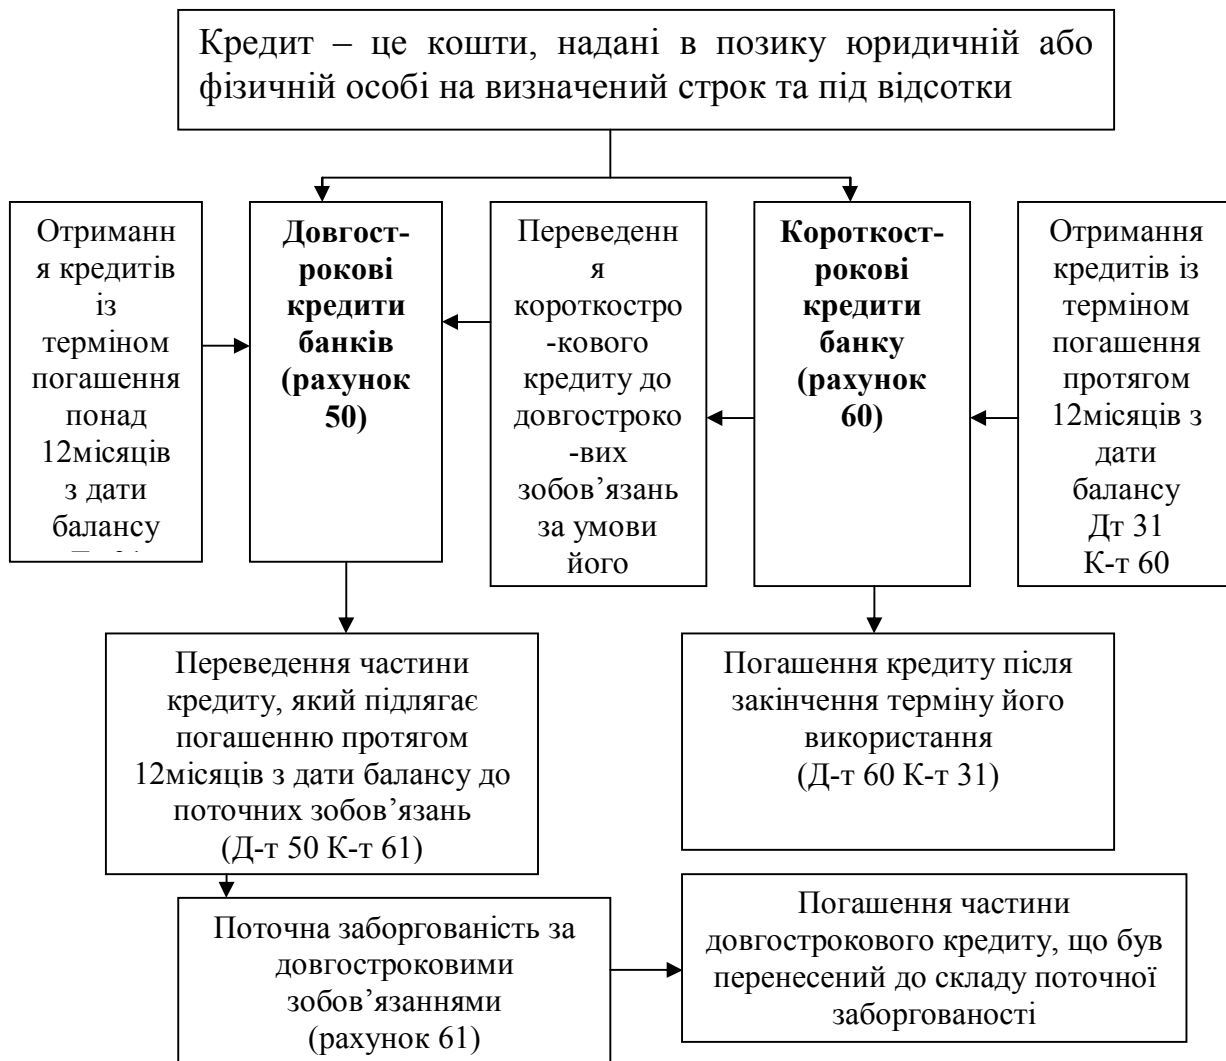 Кредит – це кошти, надані в позику юридичній або
фізичній особі на визначений строк та під відсотки
Отриманн
я кредитів
із
терміном
погашення
понад
12місяців
з дати
балансу
Довгост-
рокові
кредити
банків
(рахунок
50)
Переведенн
я
короткостро
-кового
кредиту до
довгостроко
-вих
зобов’язань
за умови
його
Короткост-
рокові
кредити
банку
(рахунок
60)
Отримання
кредитів із
терміном
погашення
протягом
12місяців з
дати
балансу
Дт 31
К-т 60
Переведення частини
кредиту, який підлягає
погашенню протягом
12місяців з дати балансу до
поточних зобов’язань
(Д-т 50 К-т 61)
Погашення кредиту після
закінчення терміну його
використання
(Д-т 60 К-т 31)
Поточна заборгованість за
довгостроковими
зобов’язаннями
(рахунок 61)
Погашення частини
довгострокового кредиту, що був
перенесений до складу поточної
заборгованості